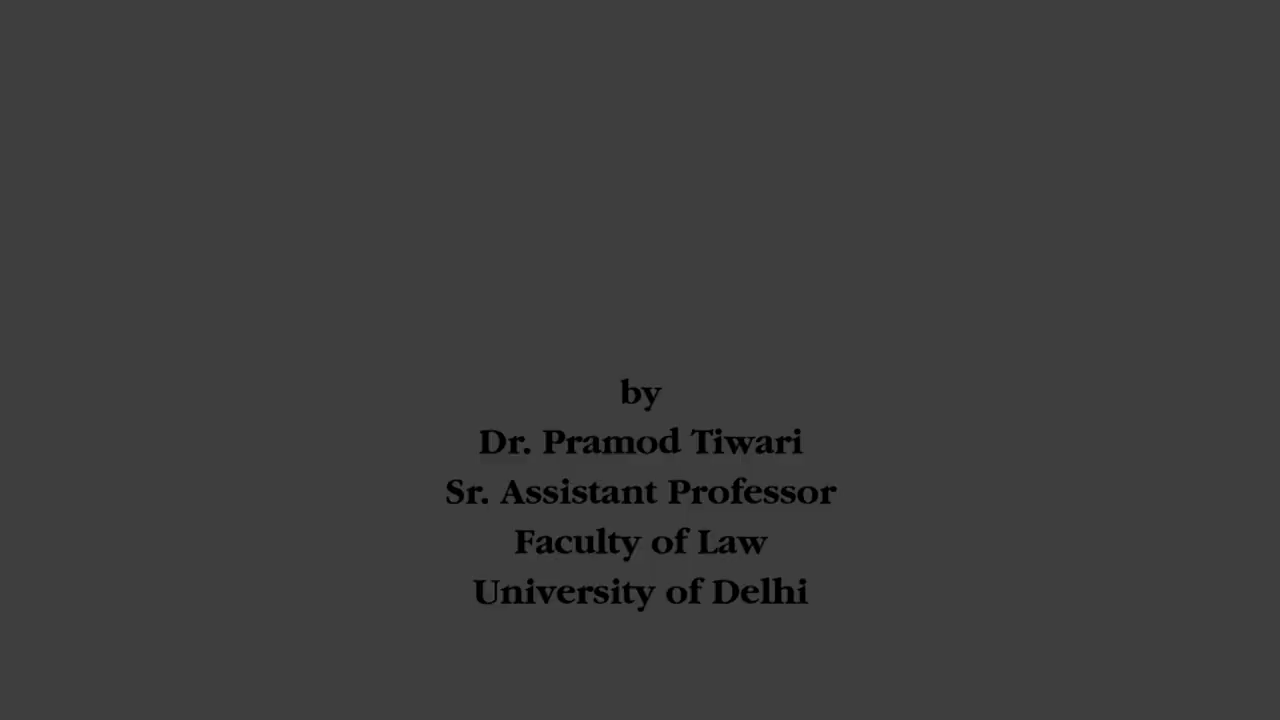 by
Dr. Pramod Tiwari
Sr. Assistant Professor
Faculty of Law
University of Delhi